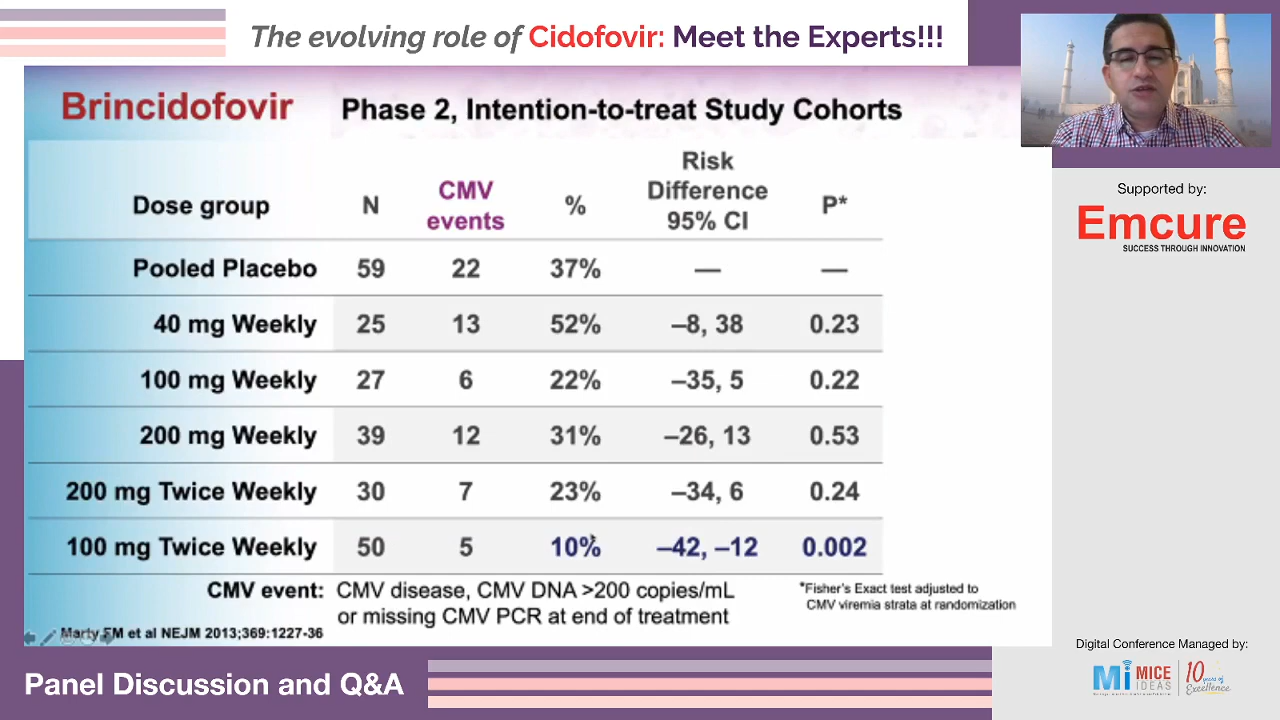 The evolving role of Cidofovir: Meet the Experts!!!
Brincidofovir Phase 2, Intention-to-treat Study Cohorts
Dose group N CMV events % Risk Difference 95% CI P*
Pooled Placebo 59 22 37% — —
40 mg Weekly 25 13 52% –8, 38 0.23
100 mg Weekly 27 6 22% –35, 5 0.22
200 mg Weekly 39 12 31% –26, 13 0.53
200 mg Twice Weekly 30 7 23% –34, 6 0.24
100 mg Twice Weekly 50 5 10% –42, –12 0.002
CMV event: CMV disease, CMV DNA >200 copies/mL
or missing CMV PCR at end of treatment
*Fisher's Exact test adjusted to
CMV viremia strata at randomization
Marty FM et al NEJM 2013;369:1227-36
Panel Discussion and Q&A
Supported by:
Emcure
SUCCESS THROUGH INNOVATION
Digital Conference Managed by:
Mi MICE
IDEAS
10 years of
Excellence